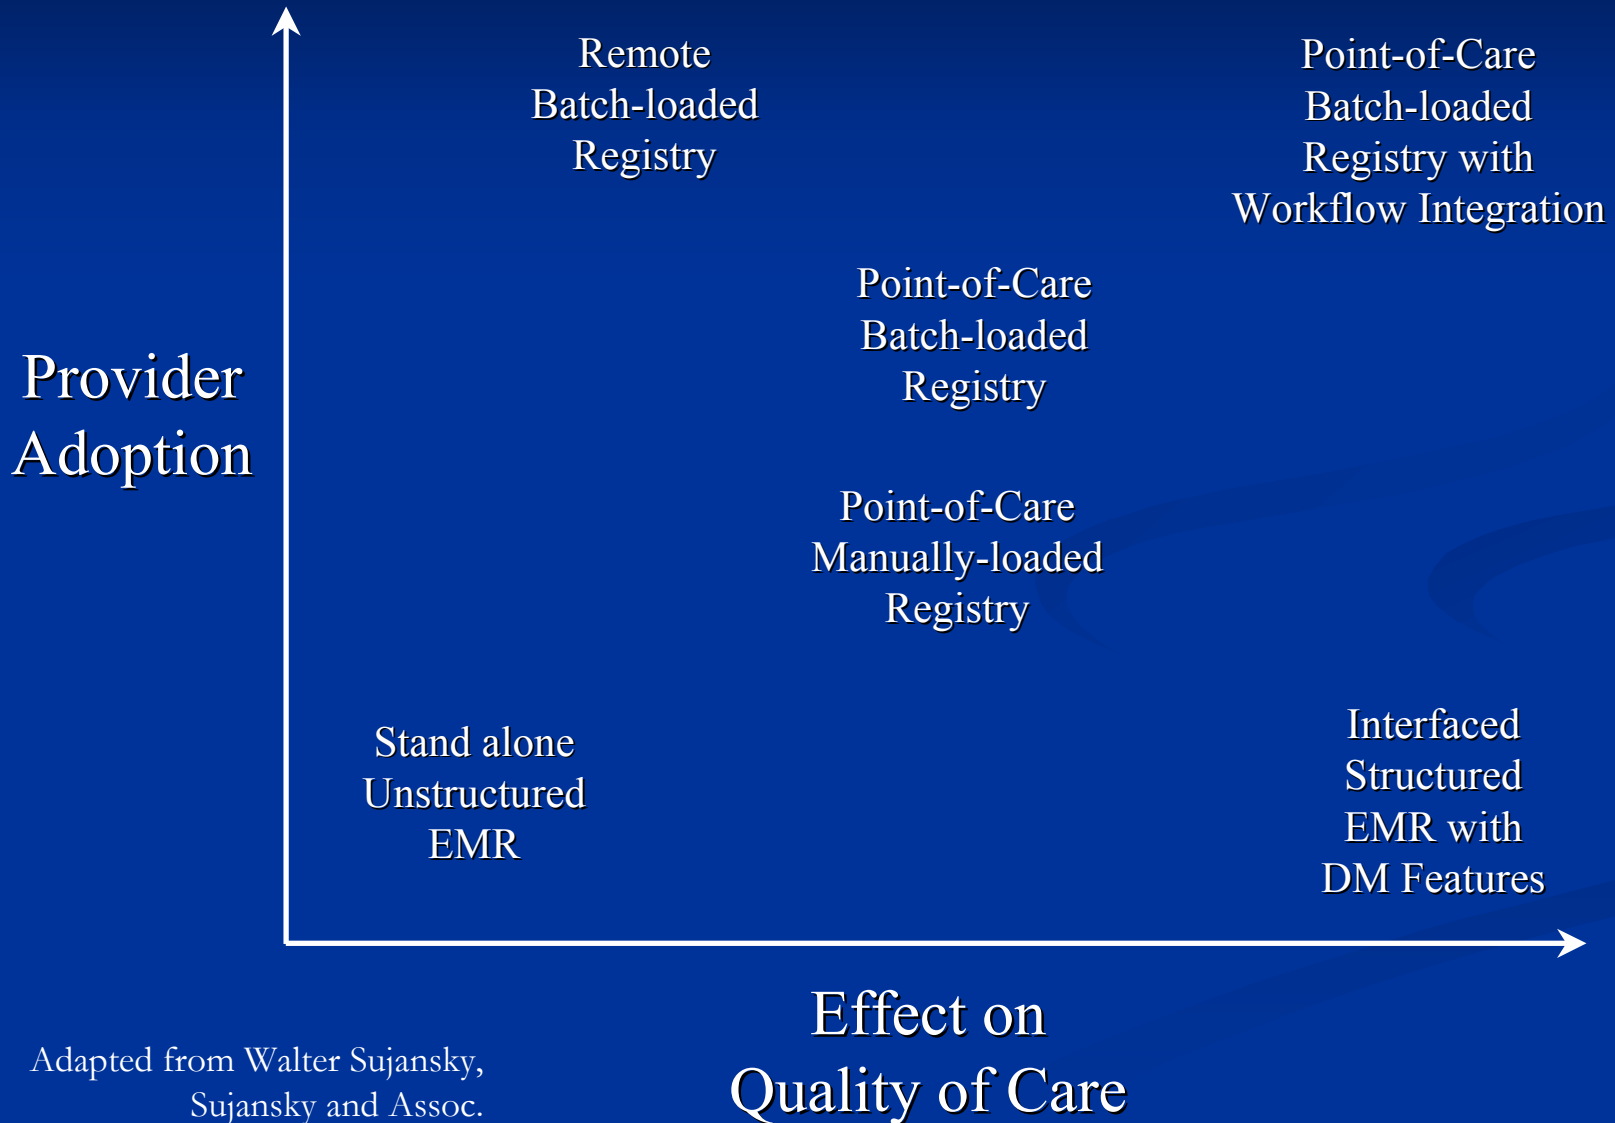 Remote
Batch-loaded
Registry
Point-of-Care
Batch-loaded
Registry with
Workflow Integration
Point-of-Care
Batch-loaded
Registry
Provider
Adoption
Point-of-Care
Manually-loaded
Registry
Stand alone
Unstructured
EMR
Interfaced
Structured
EMR with
DM Features
Effect on
Quality of Care
Adapted from Walter Sujansky,
Sujansky and Assoc.